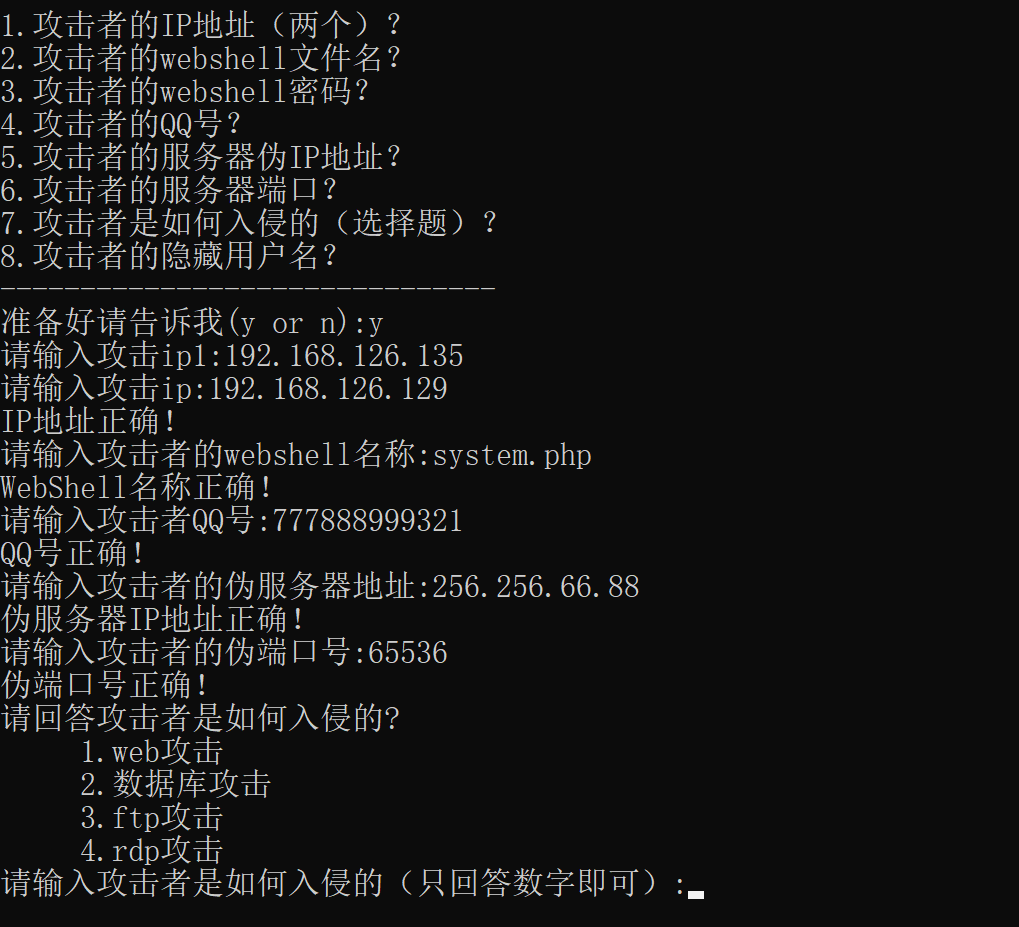 1.攻击者的IP地址（两个）？
2.攻击者的webshell文件名？
3.攻击者的webshell密码？
4.攻击者的QQ号？
5.攻击者的服务器伪IP地址？
6.攻击者的服务器端口？
7.攻击者是如何入侵的（选择题）？
8.攻击者的隐藏用户名？
-------------------------------
准备好请告诉我(y or n):y
请输入攻击ip1:192.168.126.135
请输入攻击ip:192.168.126.129
IP地址正确!
请输入攻击者的webshell名称:system.php
WebShell名称正确!
请输入攻击者QQ号:777888999321
QQ号正确!
请输入攻击者的伪服务器地址:256.256.66.88
伪服务器IP地址正确!
请输入攻击者的伪端口号:65536
伪端口号正确!
请回答攻击者是如何入侵的?
1.web攻击
2.数据库攻击
3.ftp攻击
4.rdp攻击
请输入攻击者是如何入侵的（只回答数字即可）: